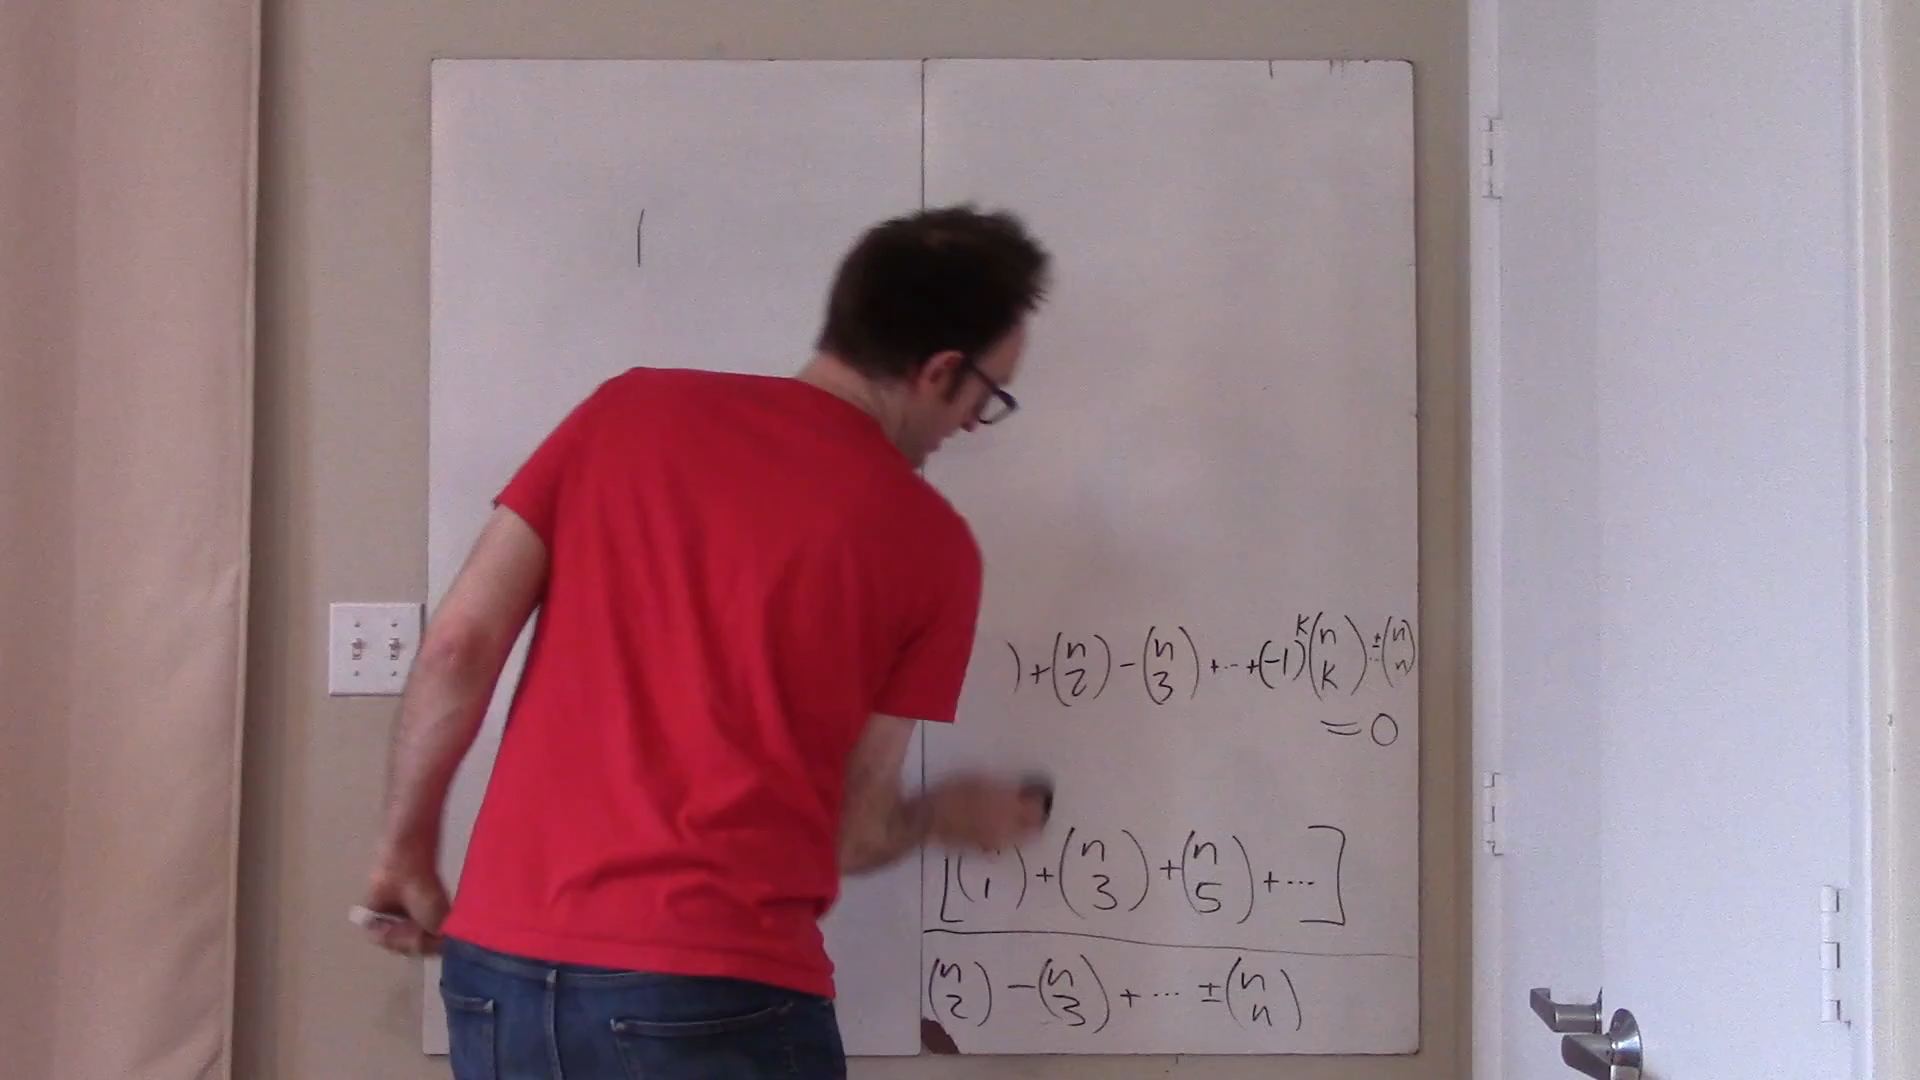 |
) + (n 2) - (n 3) + ... + (-1)^k (n k) ± ... (n n)
= 0
[(n 1) + (n 3) + (n 5) + ...]
(n 2) - (n 3) + ... ± (n n)